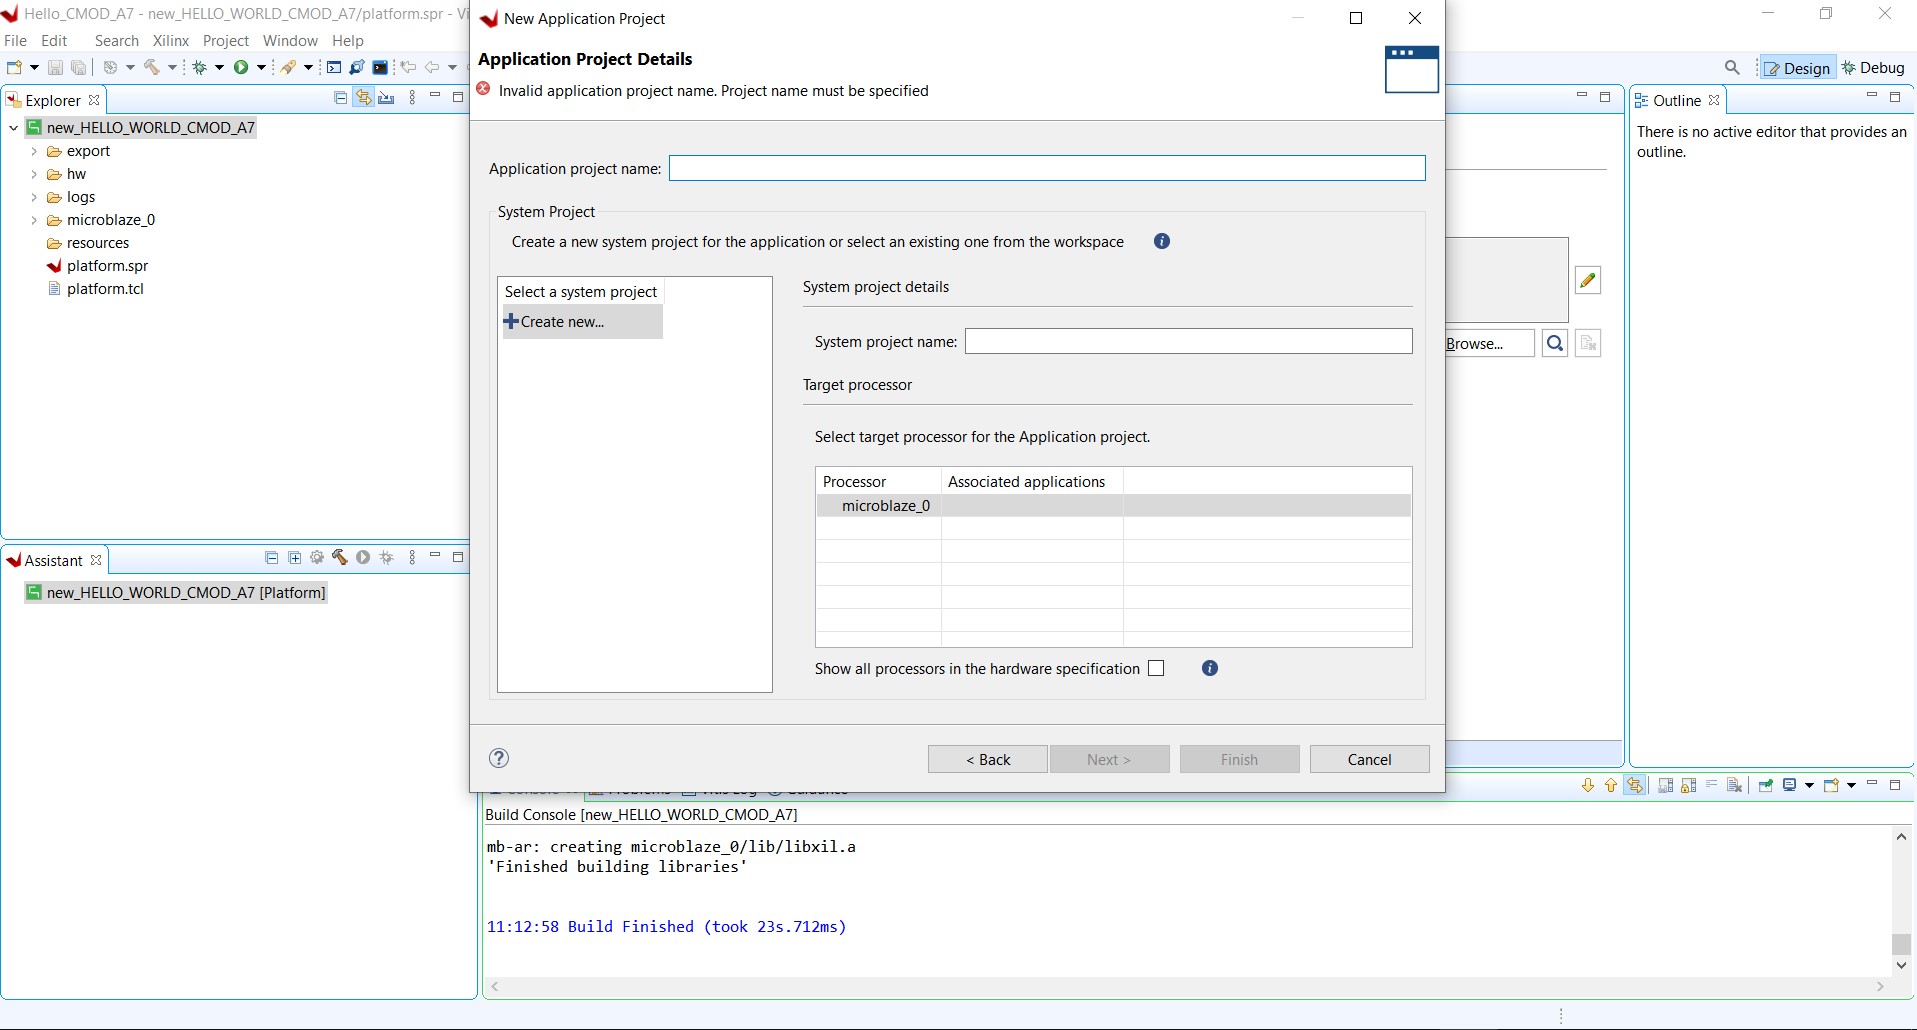 Hello_CMOD_A7 - new_HELLO_WORLD_CMOD_A7/platform.spr - Vi
File Edit Search Xilinx Project Window Help
Design
Debug
Explorer
new_HELLO_WORLD_CMOD_A7
export
hw
logs
microblaze_0
resources
platform.spr
platform.tcl
Assistant
new_HELLO_WORLD_CMOD_A7 [Platform]
New Application Project
Application Project Details
Invalid application project name. Project name must be specified
Application project name:
System Project
Create a new system project for the application or select an existing one from the workspace
Select a system project
Create new...
System project details
System project name:
Target processor
Select target processor for the Application project.
Processor Associated applications
microblaze_0
Show all processors in the hardware specification
< Back Next > Finish Cancel
Browse...
Outline
There is no active editor that provides an
outline.
Build Console [new_HELLO_WORLD_CMOD_A7]
mb-ar: creating microblaze_0/lib/libxil.a
'Finished building libraries'
11:12:58 Build Finished (took 23s.712ms)